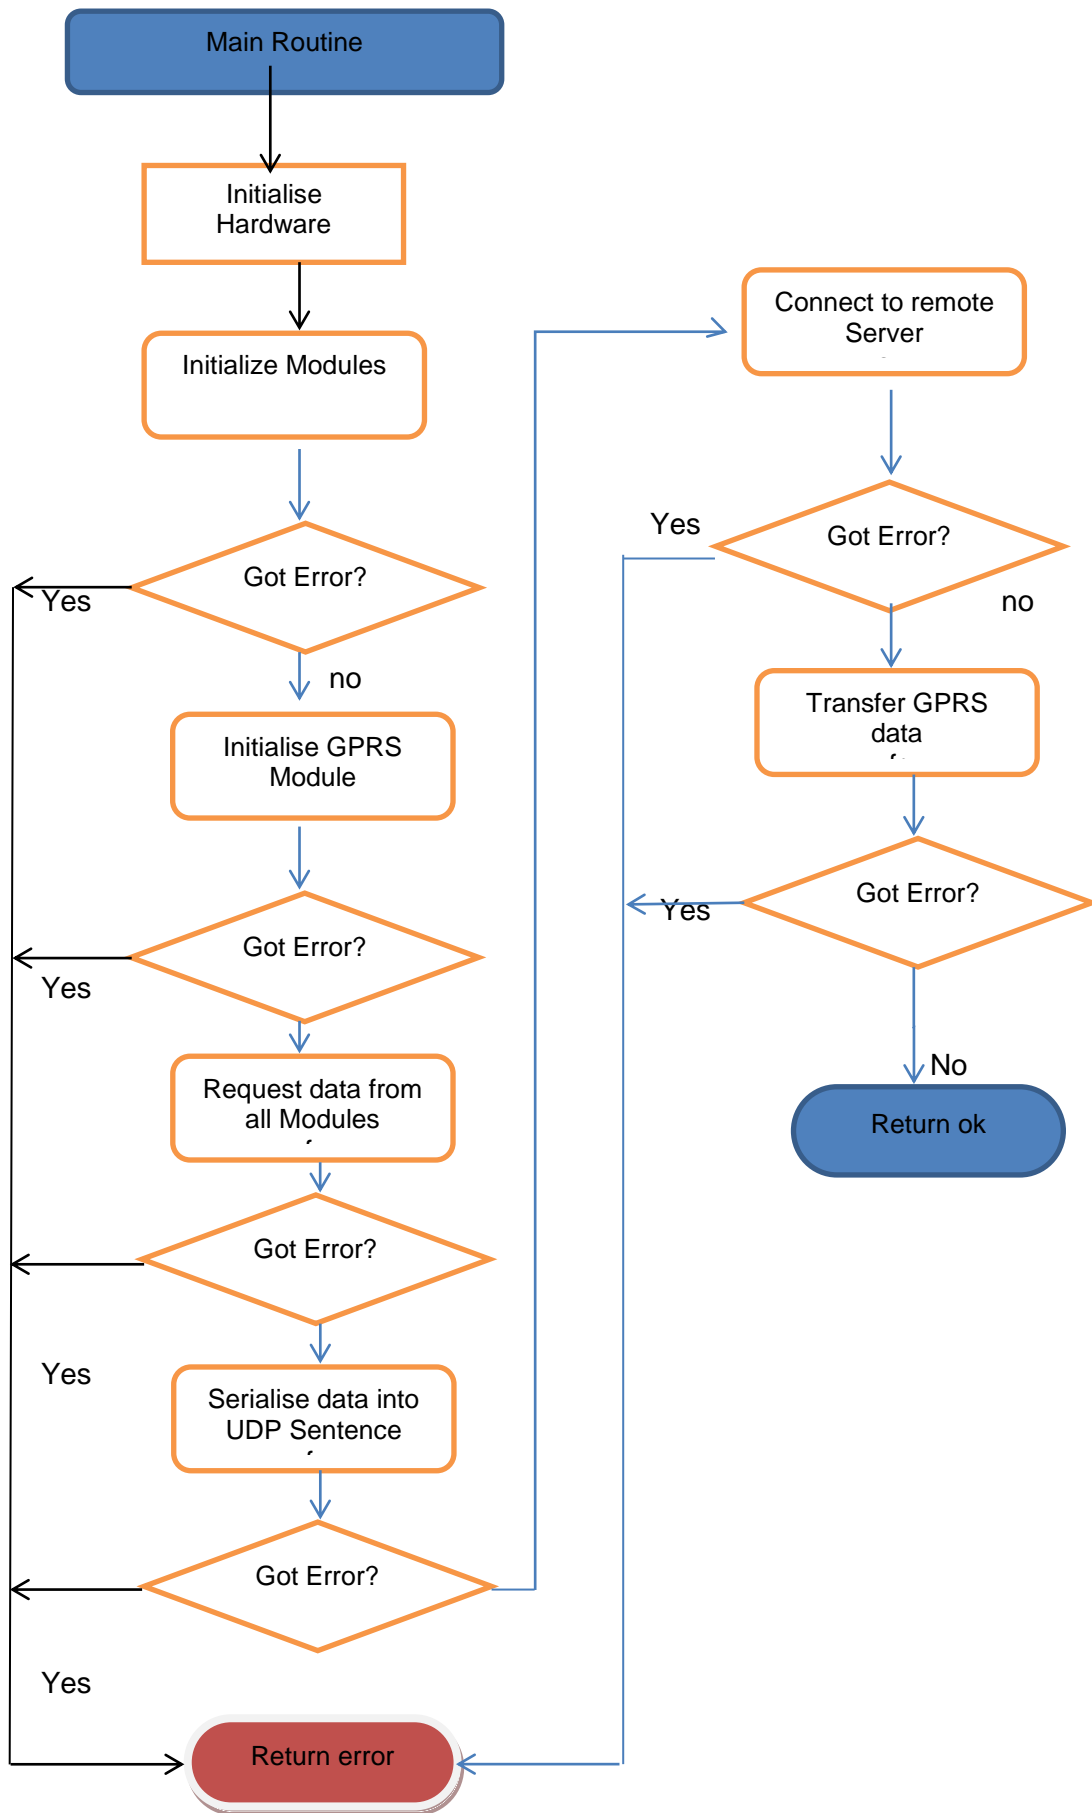 Main Routine
Initialise
Hardware
Initialize Modules
Got Error?
Yes
no
Initialise GPRS
Module
Got Error?
Yes
Request data from
all Modules
Got Error?
Yes
Serialise data into
UDP Sentence
Got Error?
Yes
Return error
Connect to remote
Server
Yes
Got Error?
no
Transfer GPRS
data
Got Error?
Yes
No
Return ok